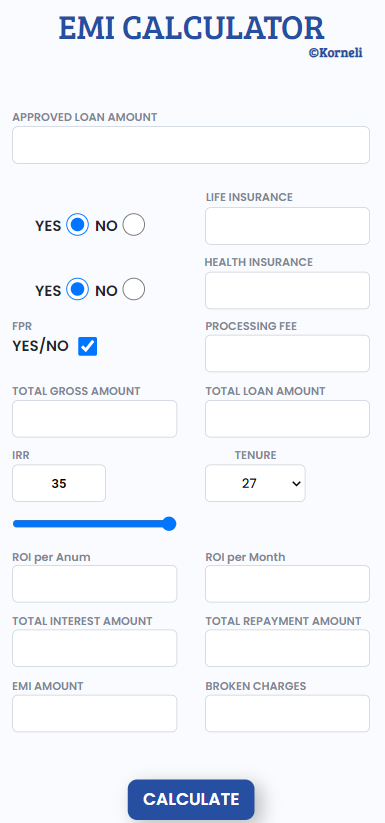 EMI CALCULATOR
©Korneli
APPROVED LOAN AMOUNT
LIFE INSURANCE
YES NO
HEALTH INSURANCE
YES NO
FPR PROCESSING FEE
YES/NO
TOTAL GROSS AMOUNT TOTAL LOAN AMOUNT
IRR TENURE
35 27
ROI per Anum ROI per Month
TOTAL INTEREST AMOUNT TOTAL REPAYMENT AMOUNT
EMI AMOUNT BROKEN CHARGES
CALCULATE